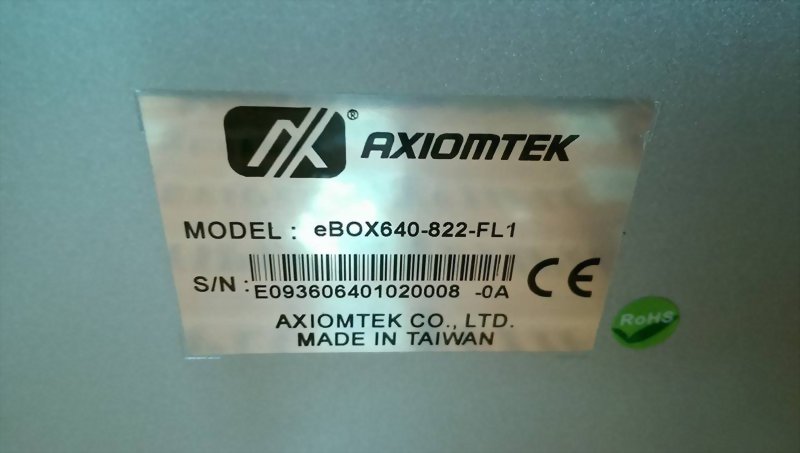 ® AXIOMTEK
MODEL : eBOX640-822-FL1
S/N :
E093606401020008 -0A
CE
AXIOMTEK CO., LTD.
MADE IN TAIWAN
RoHS